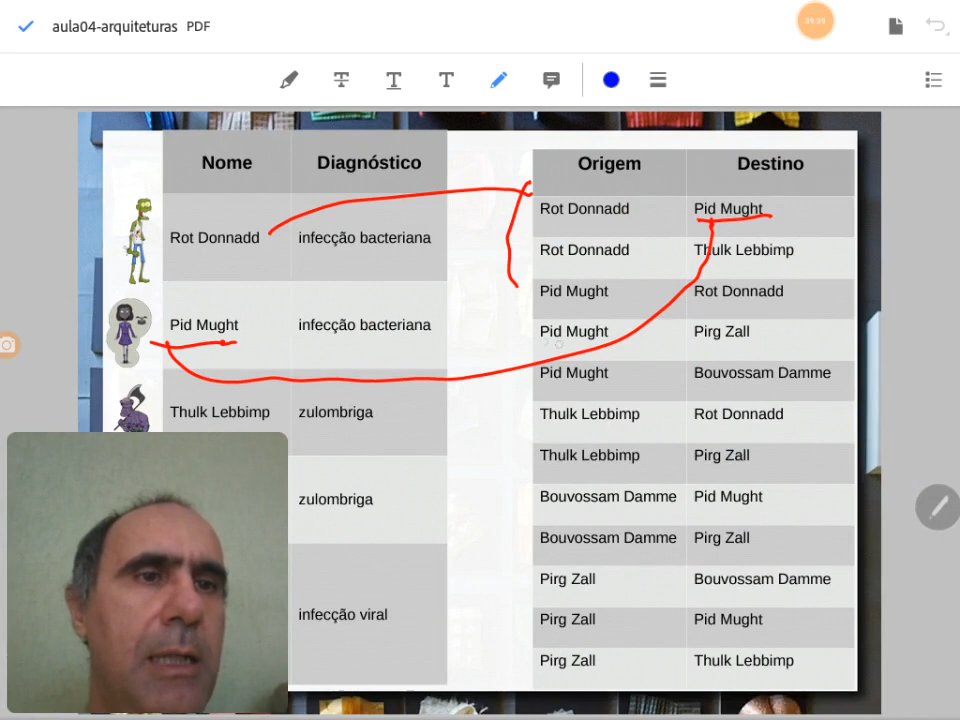 aula04-arquiteturas PDF
39:39
Nome Diagnóstico
Rot Donnadd infecção bacteriana
Pid Mught infecção bacteriana
Thulk Lebbimp zulombriga
zulombriga
infecção viral
Origem Destino
Rot Donnadd Pid Mught
Rot Donnadd Thulk Lebbimp
Pid Mught Rot Donnadd
Pid Mught Pirg Zall
Pid Mught Bouvossam Damme
Thulk Lebbimp Rot Donnadd
Thulk Lebbimp Pirg Zall
Bouvossam Damme Pid Mught
Bouvossam Damme Pirg Zall
Pirg Zall Bouvossam Damme
Pirg Zall Pid Mught
Pirg Zall Thulk Lebbimp